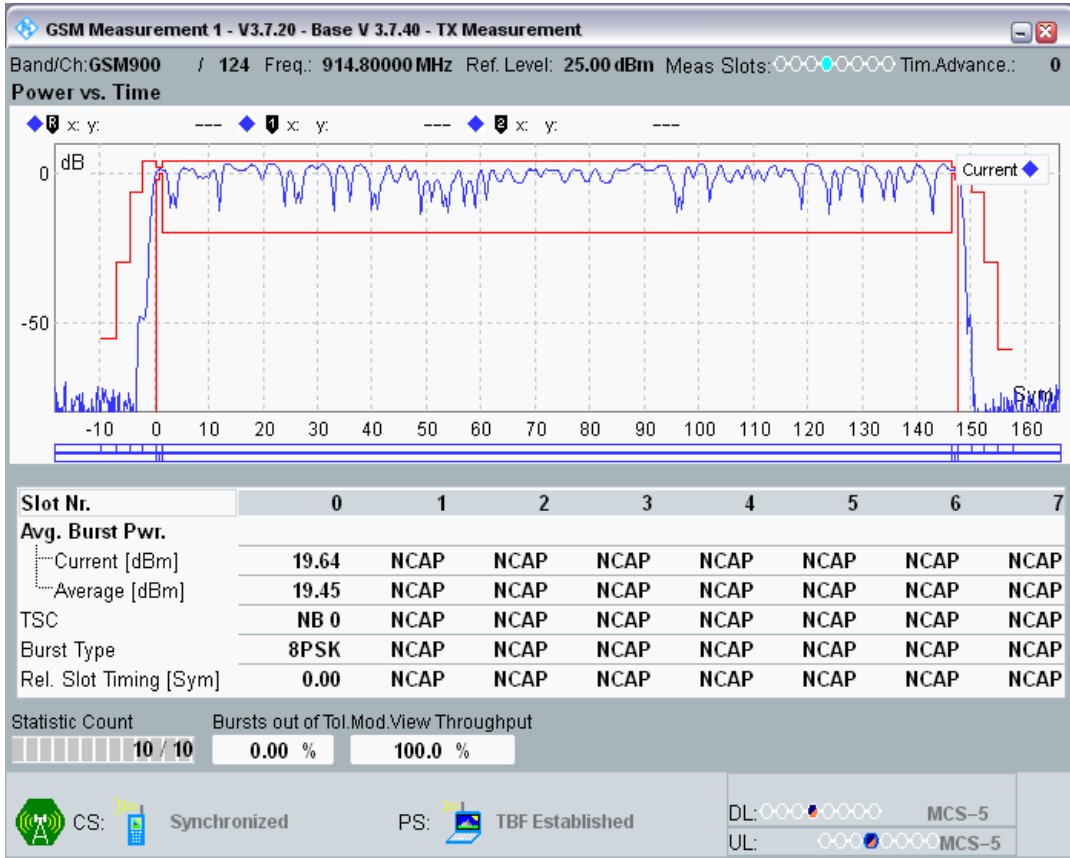 GSM Measurement 1 - V3.7.20 - Base V 3.7.40 - TX Measurement
Band/Ch:GSM900 / 124 Freq.: 914.80000 MHz Ref. Level: 25.00 dBm Meas Slots: Tim.Advance.: 0
Power vs. Time
R x: y: --- 1 x: y: --- 2 x: y: ---
dB
0
Current
-50
Sym
-10 0 10 20 30 40 50 60 70 80 90 100 110 120 130 140 150 160
Slot Nr. 0 1 2 3 4 5 6 7
Avg. Burst Pwr.
Current [dBm] 19.64 NCAP NCAP NCAP NCAP NCAP NCAP NCAP
Average [dBm] 19.45 NCAP NCAP NCAP NCAP NCAP NCAP NCAP
TSC NB 0 NCAP NCAP NCAP NCAP NCAP NCAP NCAP
Burst Type 8PSK NCAP NCAP NCAP NCAP NCAP NCAP NCAP
Rel. Slot Timing [Sym] 0.00 NCAP NCAP NCAP NCAP NCAP NCAP NCAP
Statistic Count Bursts out of Tol.Mod.View Throughput
10 / 10 0.00 % 100.0 %
CS: Synchronized PS: TBF Established
DL: MCS-5
UL: MCS-5